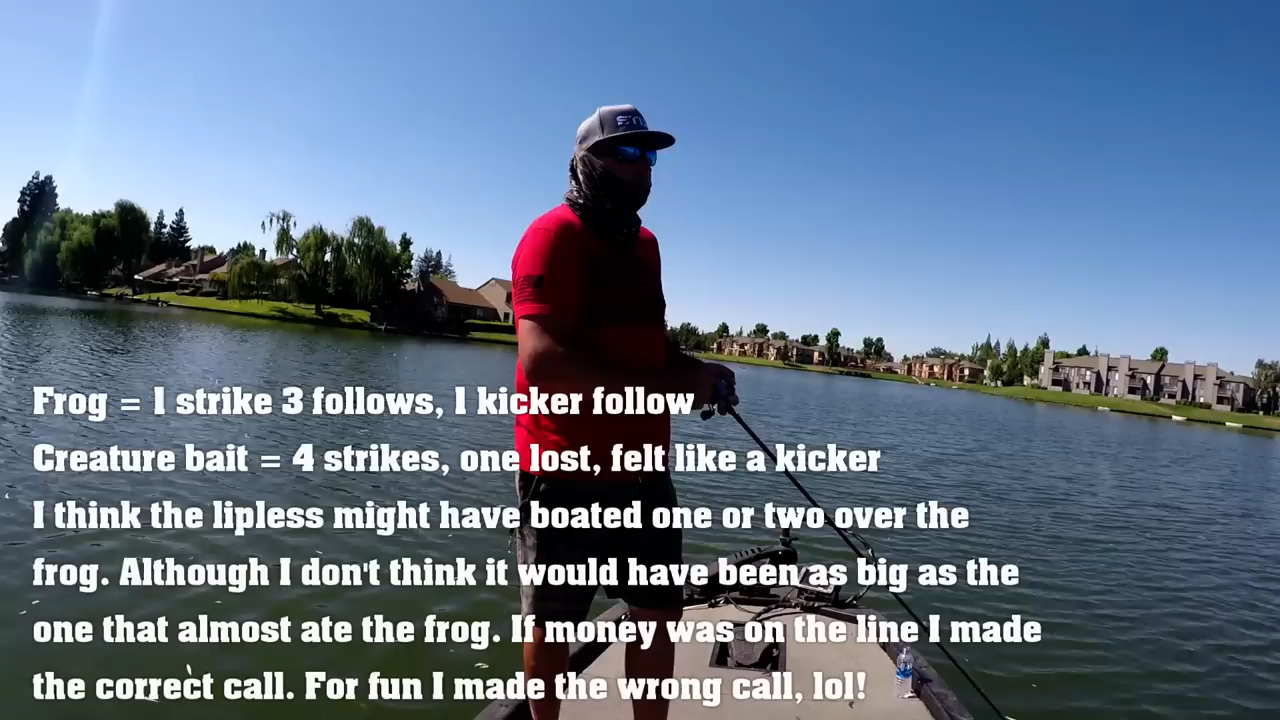 Frog = 1 strike 3 follows, 1 kicker follow
Creature bait = 4 strikes, one lost, felt like a kicker
I think the lipless might have boated one or two over the
frog. Although I don't think it would have been as big as the
one that almost ate the frog. If money was on the line I made
the correct call. For fun I made the wrong call, lol!